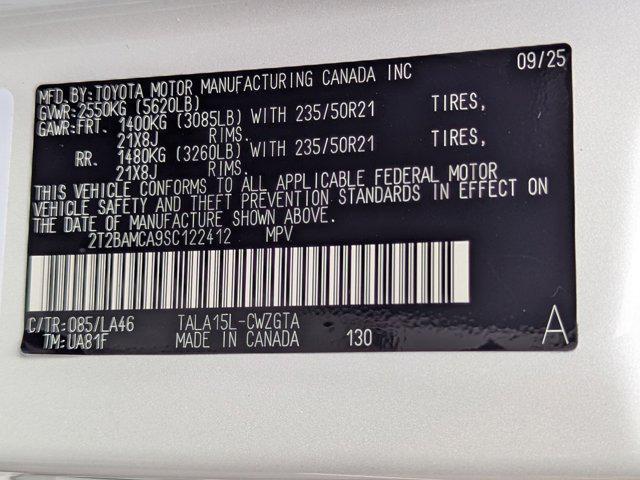 MFD.BY:TOYOTA MOTOR MANUFACTURING CANADA INC 09/25
GVWR:2550KG (5620LB)
GAWR:FRT. 1400KG (3085LB) WITH 235/50R21 TIRES,
21X8J RIMS.
RR. 1480KG (3260LB) WITH 235/50R21 TIRES,
21X8J RIMS.
THIS VEHICLE CONFORMS TO ALL APPLICABLE FEDERAL MOTOR
VEHICLE SAFETY AND THEFT PREVENTION STANDARDS IN EFFECT ON
THE DATE OF MANUFACTURE SHOWN ABOVE.
2T2BAMCA9SC122412 MPV
C/TR:085/LA46 TALA15L-CWZGTA
TM:UA81F MADE IN CANADA 130 A